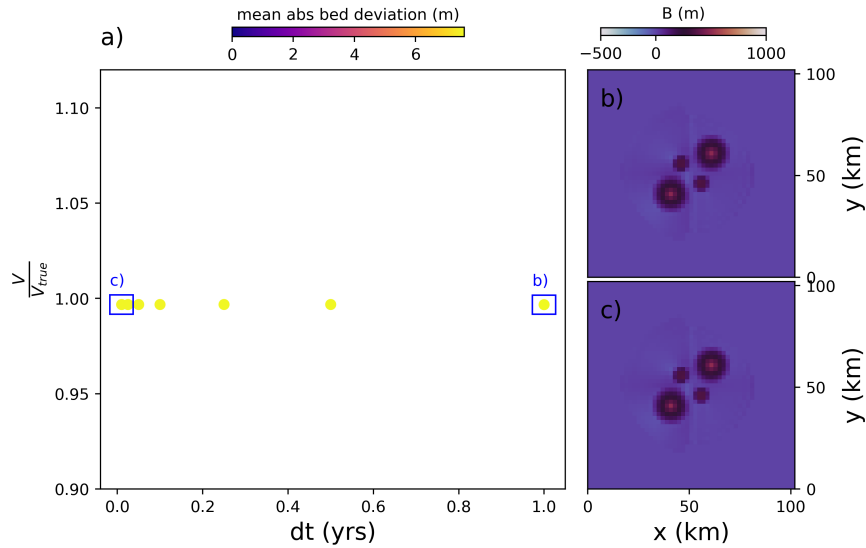 a)
mean abs bed deviation (m)
0 2 4 6
1.10
1.05
1.00
0.95
0.90
V
V_true
c)
b)
0.0 0.2 0.4 0.6 0.8 1.0
dt (yrs)
B (m)
−500 0 1000
b)
100
50
0
y (km)
c)
100
50
0
y (km)
0 50 100
x (km)